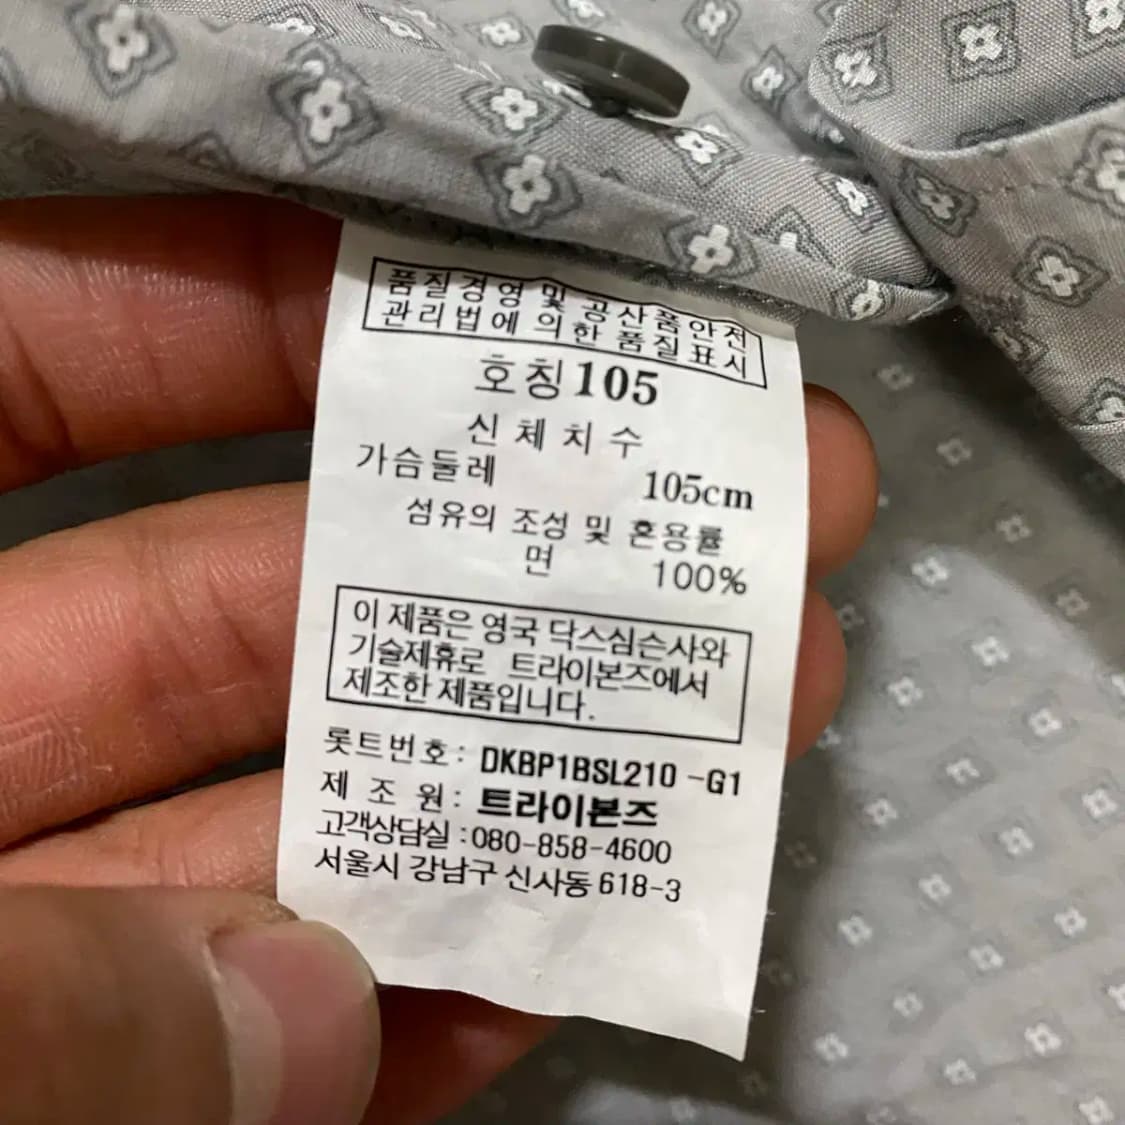 품질경영 및 공산품안전
관리법에 의한 품질표시
호칭105
신체치수
가슴둘레 105cm
섬유의 조성 및 혼용률
면 100%
이 제품은 영국 닥스심슨사와
기술제휴로 트라이본즈에서
제조한 제품입니다.
롯트번호: DKBP1BSL210 -G1
제 조 원: 트라이본즈
고객상담실 :080-858-4600
서울시 강남구 신사동 618-3